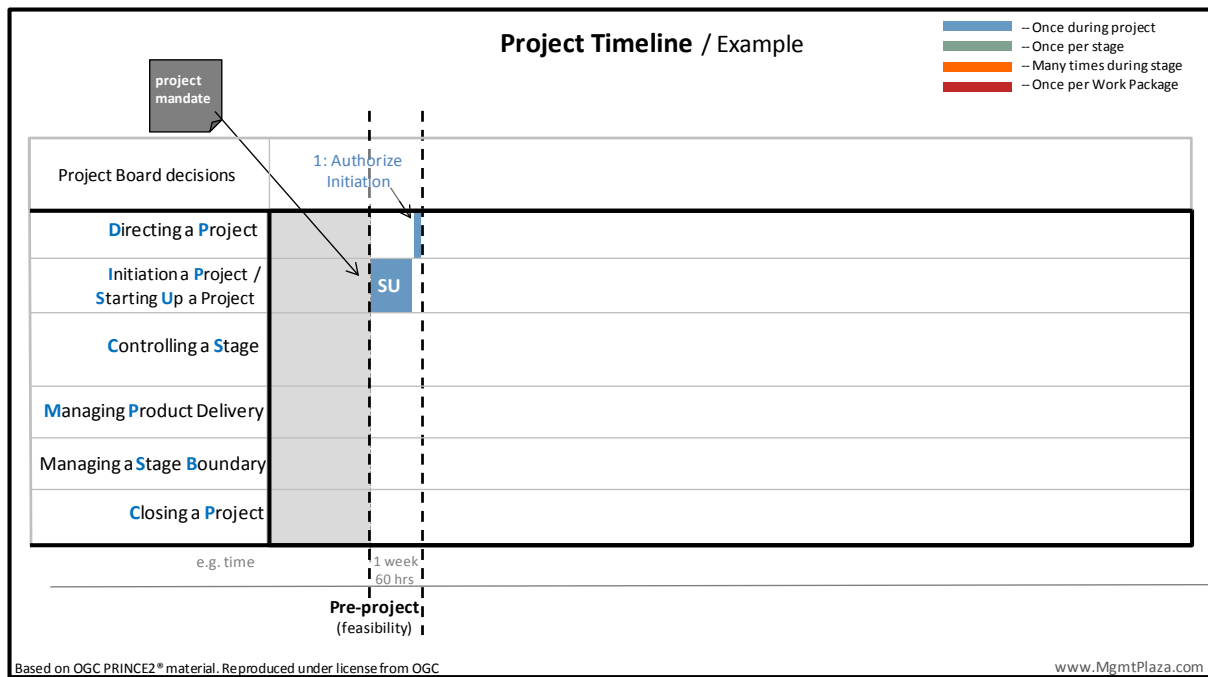 Project Timeline / Example
-- Once during project
-- Once per stage
-- Many times during stage
-- Once per Work Package
project
mandate
Project Board decisions
1: Authorize
Initiation
Directing a Project
Initiation a Project /
Starting Up a Project
SU
Controlling a Stage
Managing Product Delivery
Managing a Stage Boundary
Closing a Project
e.g. time
1 week
60 hrs
Pre-project
(feasibility)
Based on OGC PRINCE2® material. Reproduced under license from OGC
www.MgmtPlaza.com